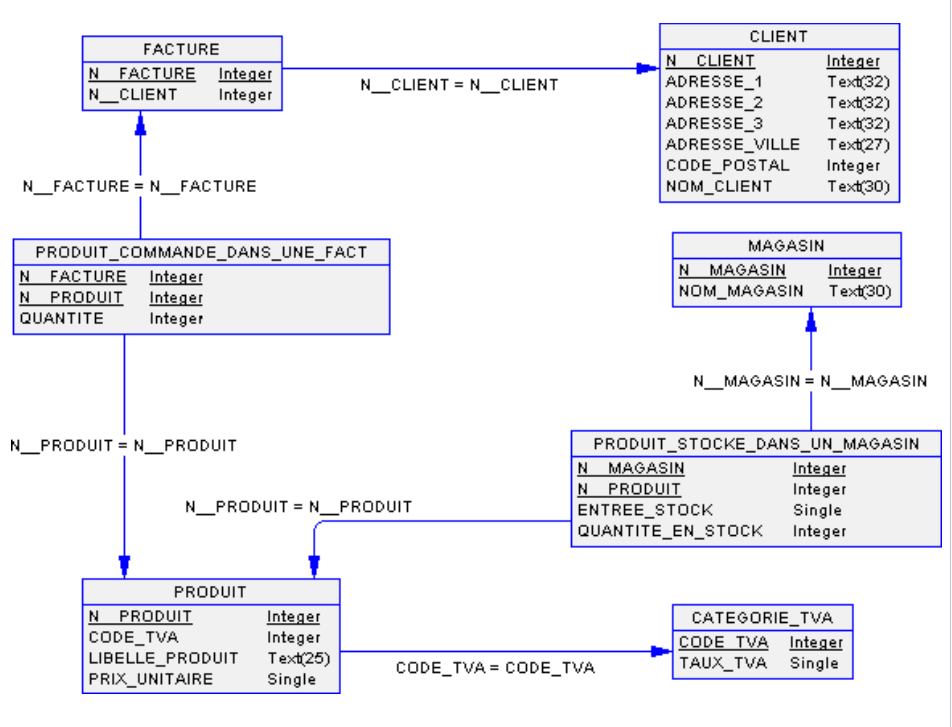 FACTURE
N__FACTURE Integer
N__CLIENT Integer
N__CLIENT = N__CLIENT
CLIENT
N__CLIENT Integer
ADRESSE_1 Text(32)
ADRESSE_2 Text(32)
ADRESSE_3 Text(32)
ADRESSE_VILLE Text(27)
CODE_POSTAL Integer
NOM_CLIENT Text(30)
N__FACTURE = N__FACTURE
PRODUIT_COMMANDE_DANS_UNE_FACT
N__FACTURE Integer
N__PRODUIT Integer
QUANTITE Integer
MAGASIN
N__MAGASIN Integer
NOM_MAGASIN Text(30)
N__MAGASIN = N__MAGASIN
N__PRODUIT = N__PRODUIT
PRODUIT_STOCKE_DANS_UN_MAGASIN
N__MAGASIN Integer
N__PRODUIT Integer
ENTREE_STOCK Single
QUANTITE_EN_STOCK Integer
N__PRODUIT = N__PRODUIT
PRODUIT
N__PRODUIT Integer
CODE_TVA Integer
LIBELLE_PRODUIT Text(25)
PRIX_UNITAIRE Single
CODE_TVA = CODE_TVA
CATEGORIE_TVA
CODE_TVA Integer
TAUX_TVA Single